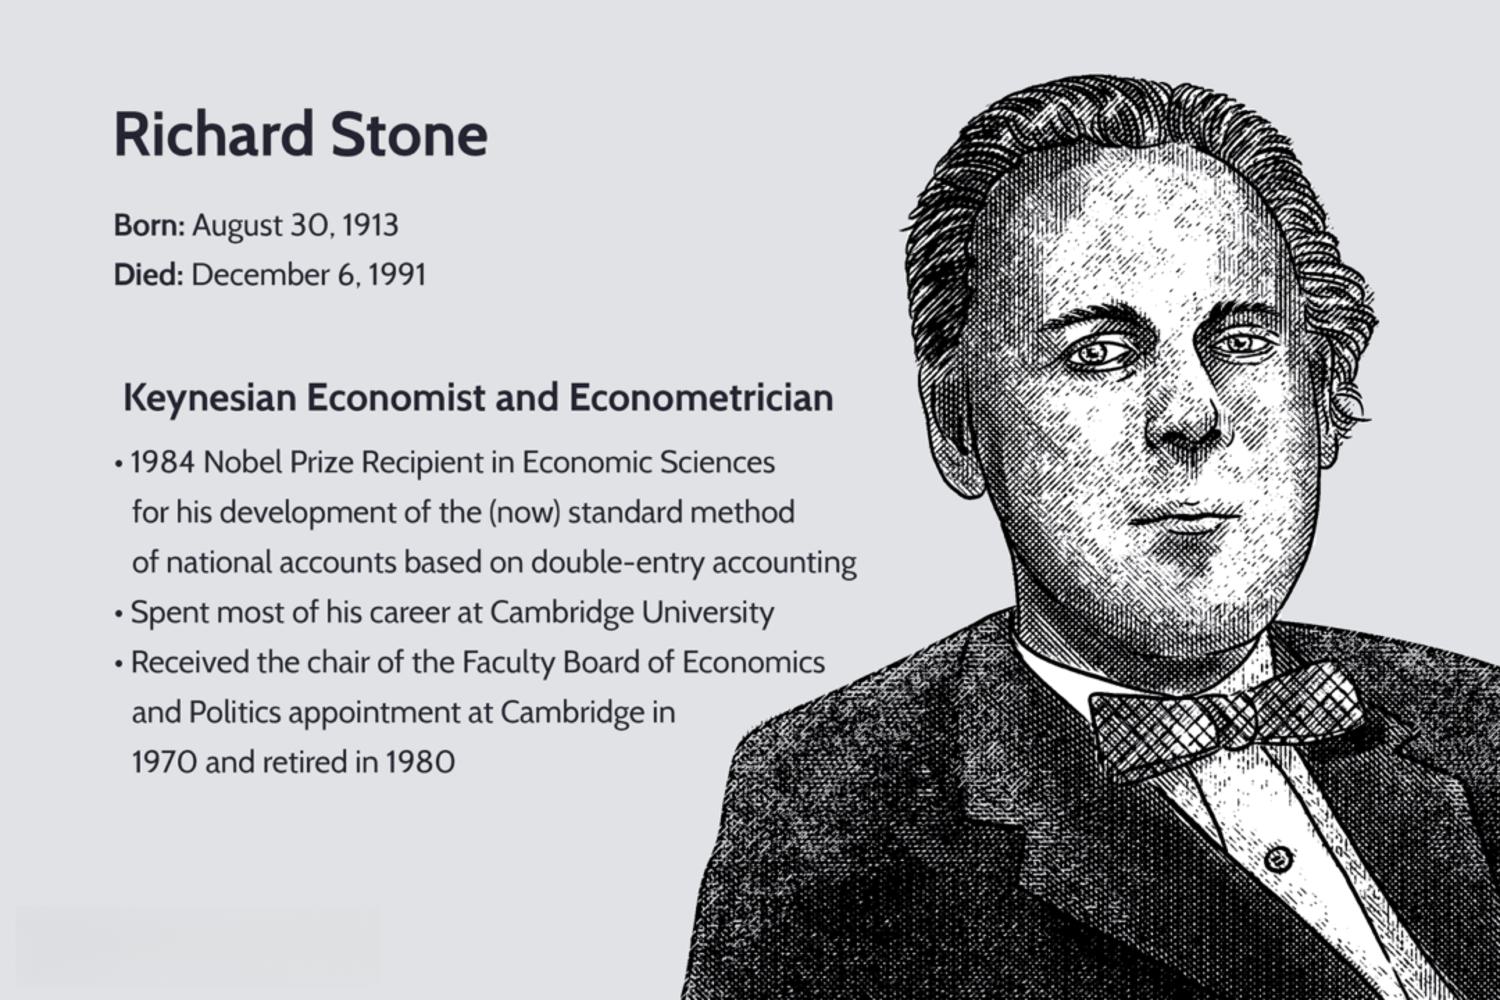 Richard Stone
Born: August 30, 1913
Died: December 6, 1991
Keynesian Economist and Econometrician
• 1984 Nobel Prize Recipient in Economic Sciences
for his development of the (now) standard method
of national accounts based on double-entry accounting
• Spent most of his career at Cambridge University
• Received the chair of the Faculty Board of Economics
and Politics appointment at Cambridge in
1970 and retired in 1980